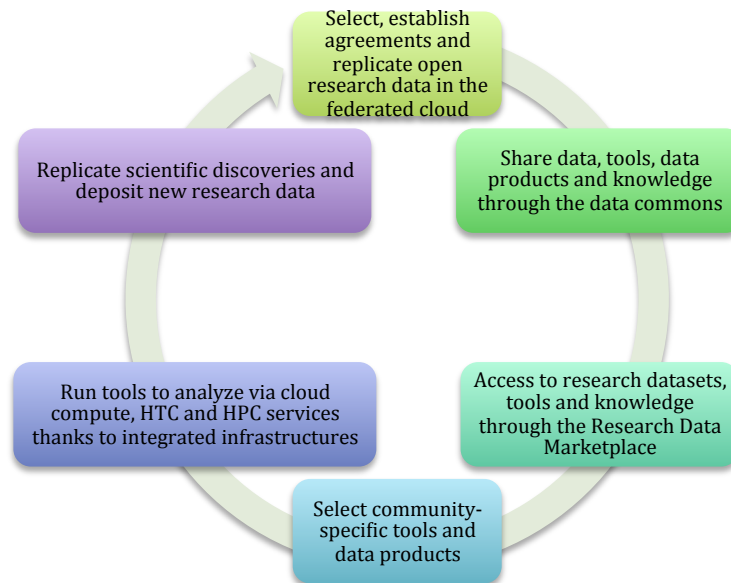 Select, establish
agreements and
replicate open
research data in the
federated cloud
Share data, tools, data
products and knowledge
through the data commons
Access to research datasets,
tools and knowledge
through the Research Data
Marketplace
Select community-
specific tools and
data products
Run tools to analyze via cloud
compute, HTC and HPC services
thanks to integrated infrastructures
Replicate scientific discoveries and
deposit new research data